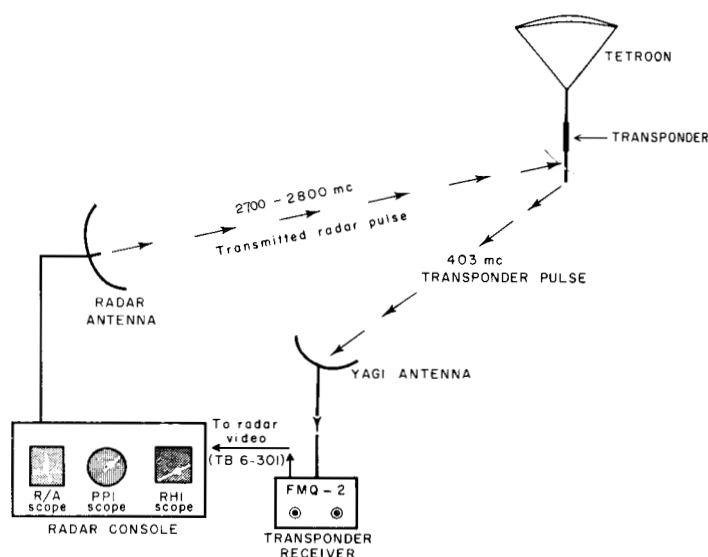 TETROON
TRANSPONDER
2700 - 2800 mc
Transmitted radar pulse
403 mc
TRANSPONDER PULSE
RADAR
ANTENNA
YAGI ANTENNA
To radar
video
(TB 6-301)
R/A
scope
PPI
scope
RHI
scope
RADAR CONSOLE
FMQ - 2
TRANSPONDER
RECEIVER